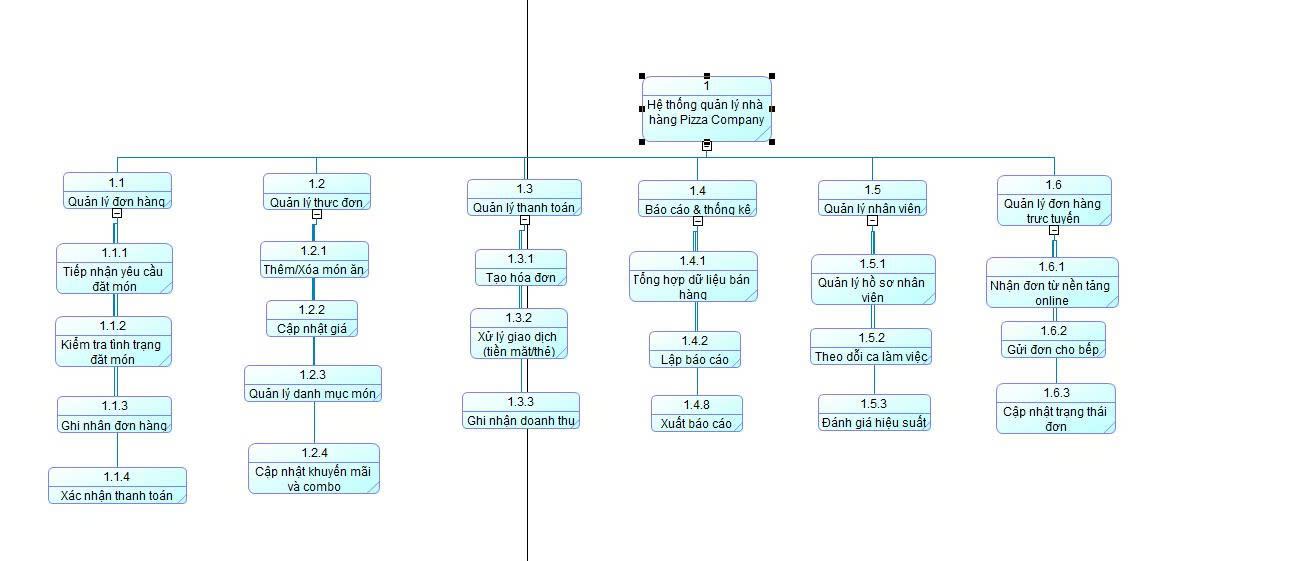 1
Hệ thống quản lý nhà
hàng Pizza Company
1.1
Quản lý đơn hàng
1.1.1
Tiếp nhận yêu cầu
đặt món
1.1.2
Kiểm tra tình trạng
đặt món
1.1.3
Ghi nhận đơn hàng
1.1.4
Xác nhận thanh toán
1.2
Quản lý thực đơn
1.2.1
Thêm/Xóa món ăn
1.2.2
Cập nhật giá
1.2.3
Quản lý danh mục món
1.2.4
Cập nhật khuyến mãi
và combo
1.3
Quản lý thanh toán
1.3.1
Tạo hóa đơn
1.3.2
Xử lý giao dịch
(tiền mặt/thẻ)
1.3.3
Ghi nhận doanh thu
1.4
Báo cáo & thống kê
1.4.1
Tổng hợp dữ liệu bán
hàng
1.4.2
Lập báo cáo
1.4.8
Xuất báo cáo
1.5
Quản lý nhân viên
1.5.1
Quản lý hồ sơ nhân
viên
1.5.2
Theo dõi ca làm việc
1.5.3
Đánh giá hiệu suất
1.6
Quản lý đơn hàng
trực tuyến
1.6.1
Nhận đơn từ nền tảng
online
1.6.2
Gửi đơn cho bếp
1.6.3
Cập nhật trạng thái
đơn